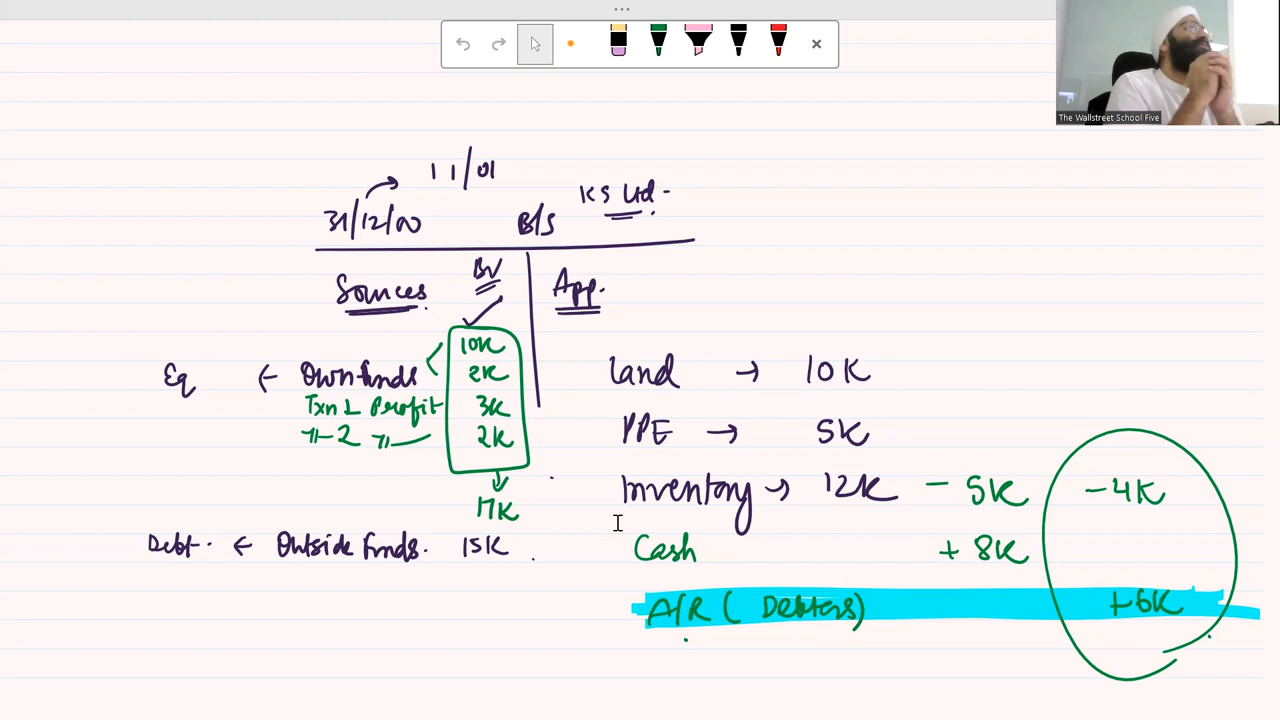 The Wallstreet School Five
11/01
31/12/00 B/S KS Ltd.
Sources BV App.
10K
Eq ← Own funds 2K Land → 10K
Txn 1 Profit 3K
-11- 2 -11- 2K PPE → 5K
Inventory → 12K - 5K -4K
17K
Debt. ← Outside funds. 15K Cash + 8K
A/R ( Debtors) +6K